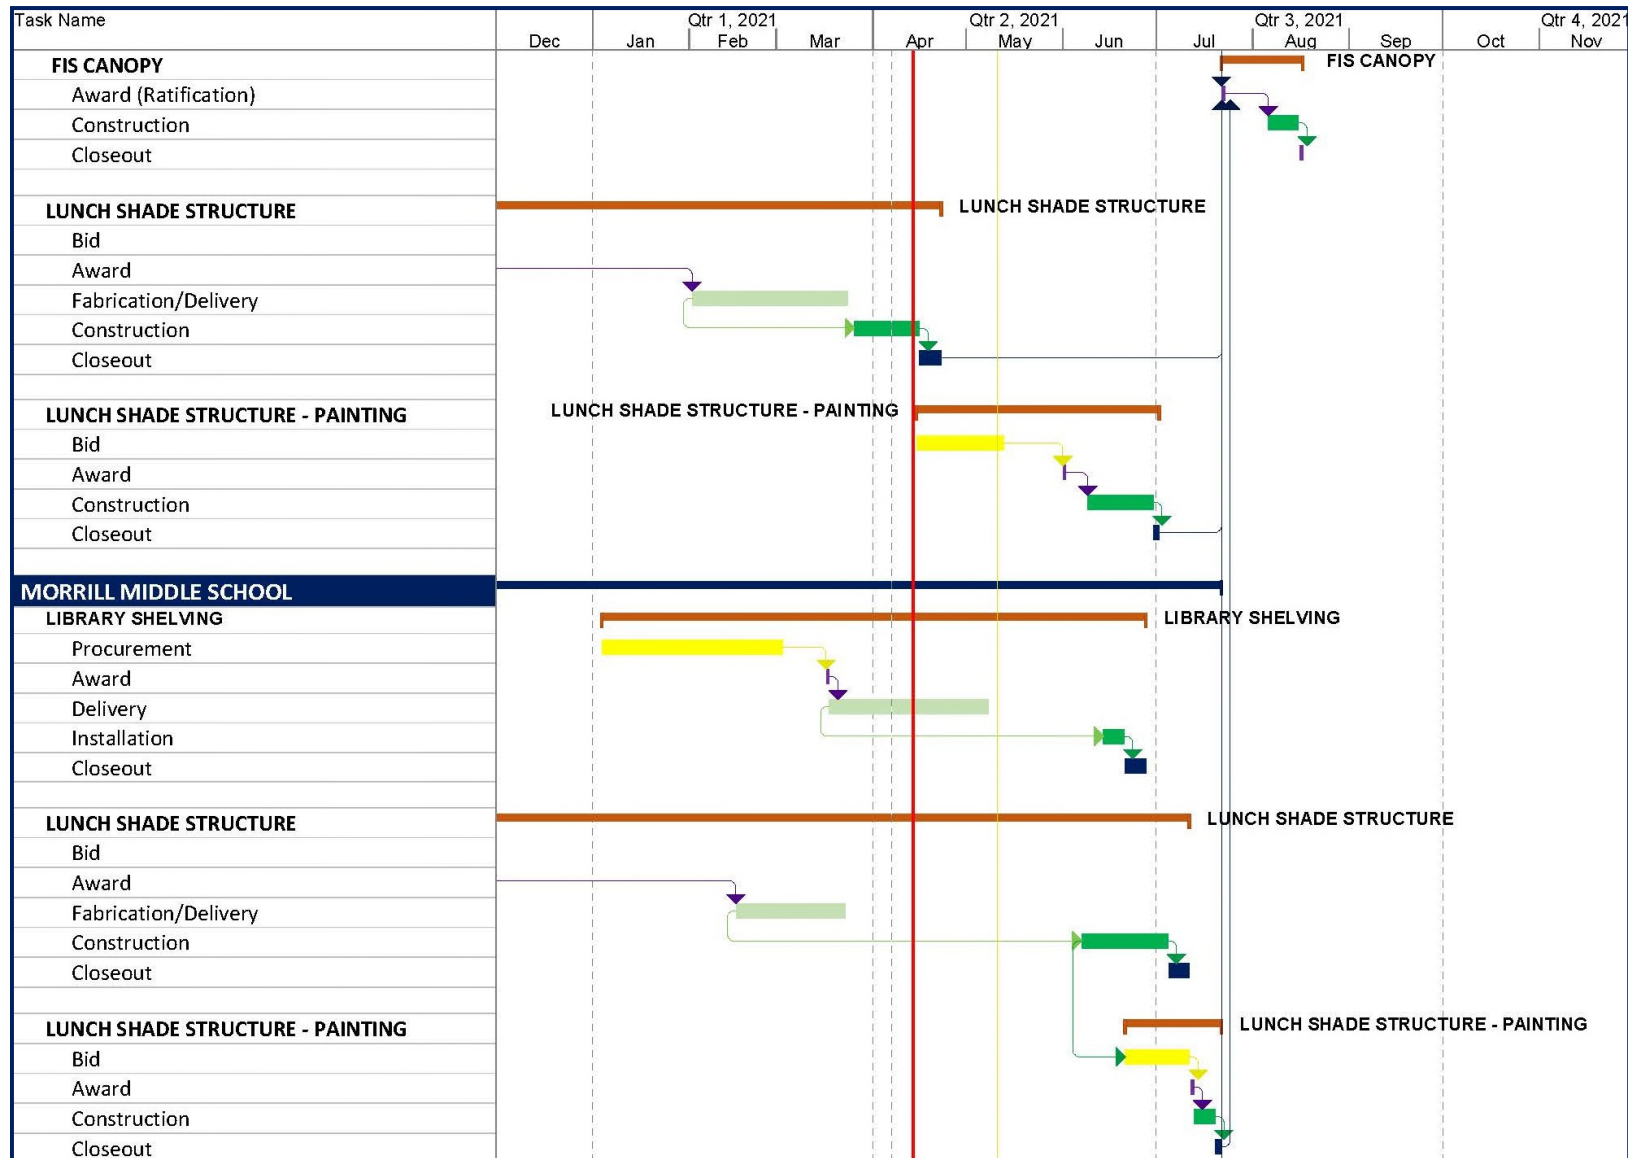 Task Name Qtr 1, 2021 Qtr 2, 2021 Qtr 3, 2021 Qtr 4, 2021
Dec Jan Feb Mar Apr May Jun Jul Aug Sep Oct Nov
FIS CANOPY FIS CANOPY
Award (Ratification)
Construction
Closeout
LUNCH SHADE STRUCTURE LUNCH SHADE STRUCTURE
Bid
Award
Fabrication/Delivery
Construction
Closeout
LUNCH SHADE STRUCTURE - PAINTING LUNCH SHADE STRUCTURE - PAINTING
Bid
Award
Construction
Closeout
MORRILL MIDDLE SCHOOL
LIBRARY SHELVING LIBRARY SHELVING
Procurement
Award
Delivery
Installation
Closeout
LUNCH SHADE STRUCTURE LUNCH SHADE STRUCTURE
Bid
Award
Fabrication/Delivery
Construction
Closeout
LUNCH SHADE STRUCTURE - PAINTING LUNCH SHADE STRUCTURE - PAINTING
Bid
Award
Construction
Closeout